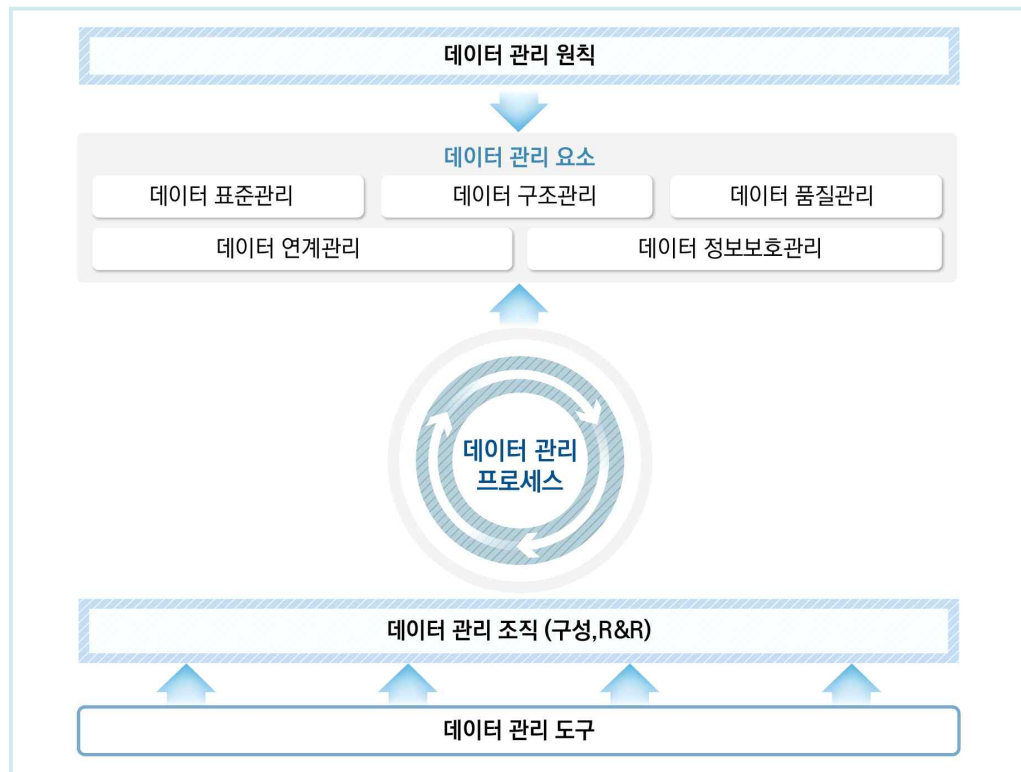 데이터 관리 원칙
데이터 관리 요소
데이터 표준관리
데이터 구조관리
데이터 품질관리
데이터 연계관리
데이터 정보보호관리
데이터 관리
프로세스
데이터 관리 조직 (구성,R&R)
데이터 관리 도구